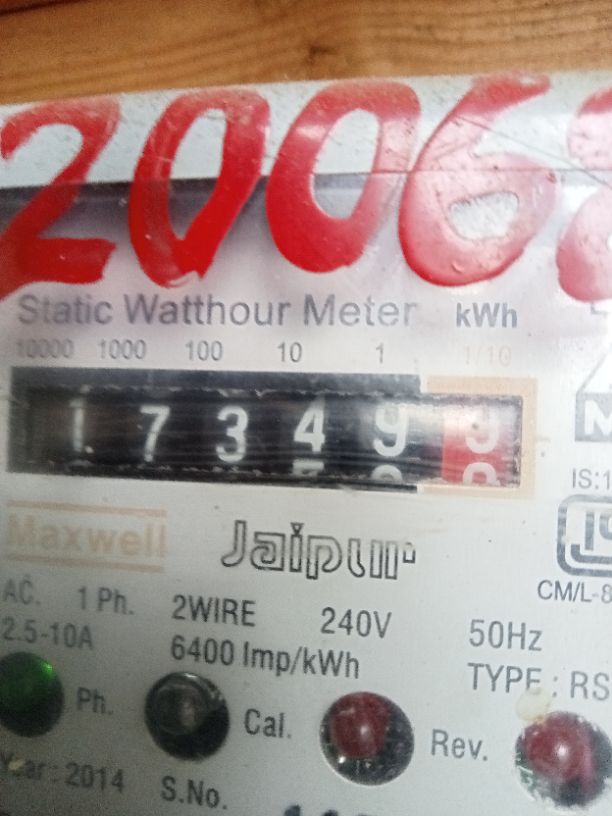 2006
Static Watthour Meter kWh
10000 1000 100 10 1 1/10
1 7 3 4 9 9
IS:1
Maxwell Jaipur
CM/L-8
AC. 1 Ph. 2WIRE 240V 50Hz
2.5-10A 6400 Imp/kWh TYPE : RS
Ph. Cal. Rev.
Year : 2014 S.No.